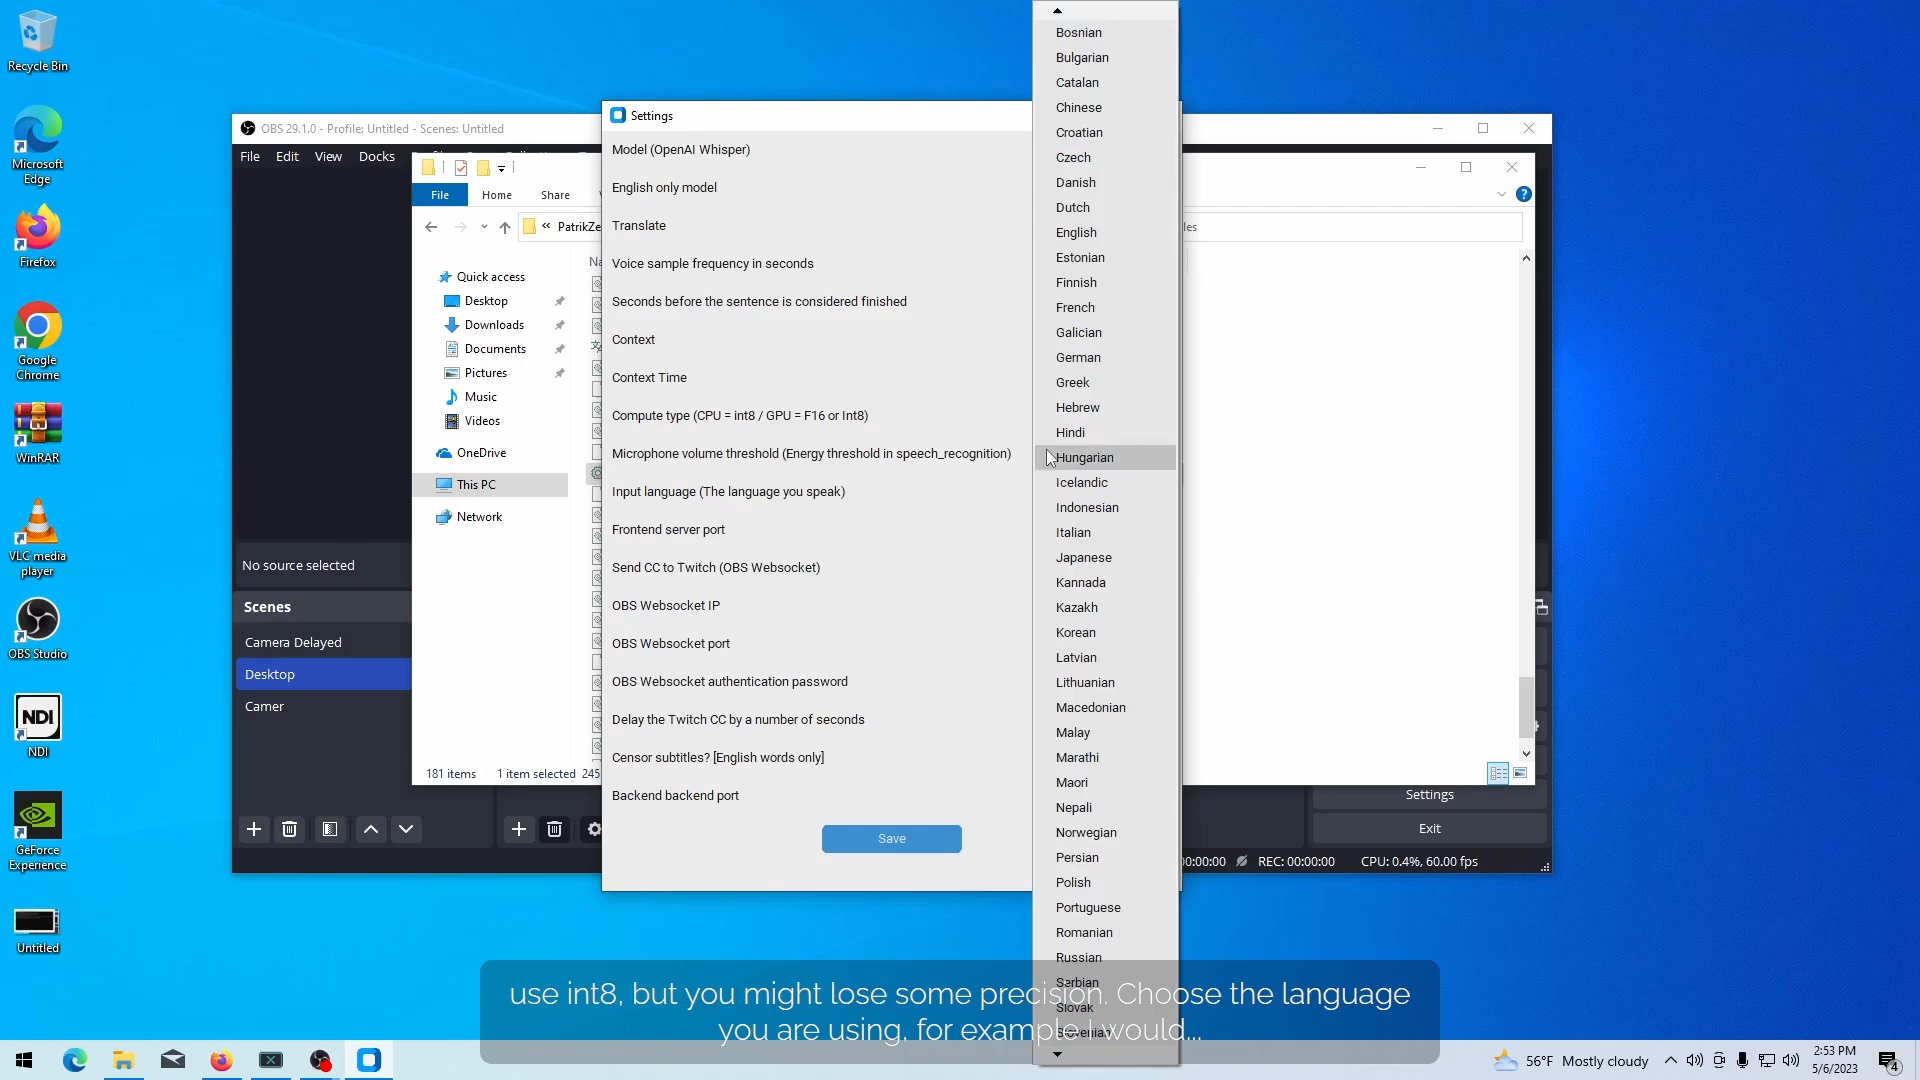 Recycle Bin
Microsoft
Edge
Firefox
Google
Chrome
WinRAR
VLC media
player
OBS Studio
NDI
NDI
GeForce
Experience
Untitled
OBS 29.1.0 - Profile: Untitled - Scenes: Untitled
File Edit View Docks
No source selected
Scenes
Camera Delayed
Desktop
Camer
Settings
Exit
00:00:00 REC: 00:00:00 CPU: 0.4%, 60.00 fps
File Home Share
« PatrikZe
les
Na
Quick access
Desktop
Downloads
Documents
Pictures
Music
Videos
OneDrive
This PC
Network
181 items 1 item selected 245
Settings
Model (OpenAI Whisper)
English only model
Translate
Voice sample frequency in seconds
Seconds before the sentence is considered finished
Context
Context Time
Compute type (CPU = int8 / GPU = F16 or Int8)
Microphone volume threshold (Energy threshold in speech_recognition)
Input language (The language you speak)
Frontend server port
Send CC to Twitch (OBS Websocket)
OBS Websocket IP
OBS Websocket port
OBS Websocket authentication password
Delay the Twitch CC by a number of seconds
Censor subtitles? [English words only]
Backend backend port
Save
Bosnian
Bulgarian
Catalan
Chinese
Croatian
Czech
Danish
Dutch
English
Estonian
Finnish
French
Galician
German
Greek
Hebrew
Hindi
Hungarian
Icelandic
Indonesian
Italian
Japanese
Kannada
Kazakh
Korean
Latvian
Lithuanian
Macedonian
Malay
Marathi
Maori
Nepali
Norwegian
Persian
Polish
Portuguese
Romanian
Russian
Serbian
Slovak
Slovenian
use int8, but you might lose some precision. Choose the language
you are using, for example I would...
56°F Mostly cloudy
2:53 PM
5/6/2023
4